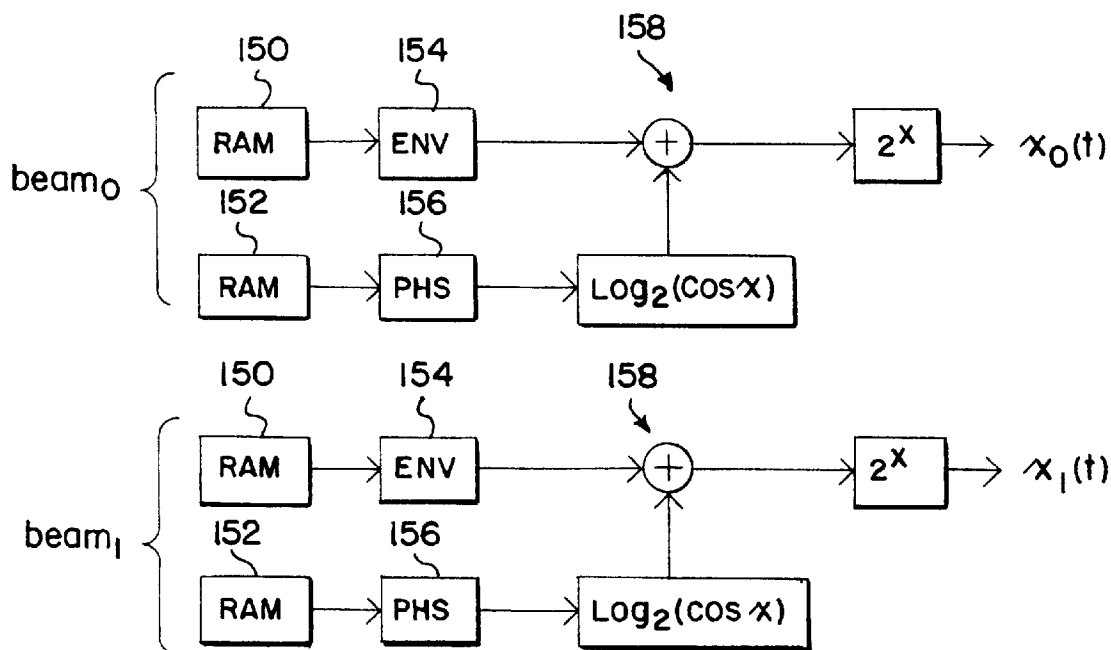 150 154 158
RAM ENV + 2^X x₀(t)
beam₀
152 156
RAM PHS Log₂(cos x)
150 154 158
RAM ENV + 2^X x₁(t)
beam₁
152 156
RAM PHS Log₂(cos x)